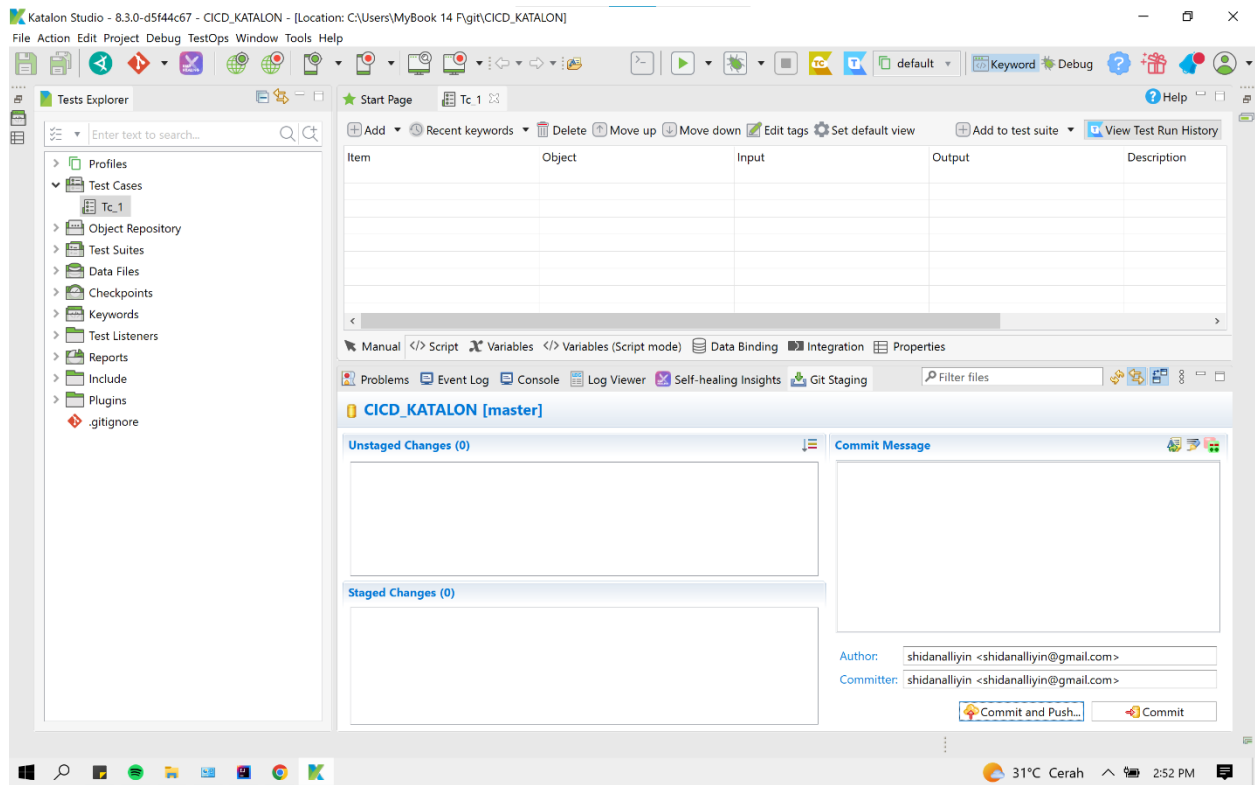 Katalon Studio - 8.3.0-d5f44c67 - CICD_KATALON - [Location: C:\Users\MyBook 14 F\git\CICD_KATALON]
File Action Edit Project Debug TestOps Window Tools Help
TC T default Keyword Debug
Tests Explorer
Enter text to search...
Profiles
Test Cases
Tc_1
Object Repository
Test Suites
Data Files
Checkpoints
Keywords
Test Listeners
Reports
Include
Plugins
.gitignore
Start Page Tc_1 Help
Add Recent keywords Delete Move up Move down Edit tags Set default view Add to test suite View Test Run History
Item Object Input Output Description
Manual </> Script Variables </> Variables (Script mode) Data Binding Integration Properties
Problems Event Log Console Log Viewer Self-healing Insights Git Staging Filter files
CICD_KATALON [master]
Unstaged Changes (0)
Staged Changes (0)
Commit Message
Author: shidanalliyin <shidanalliyin@gmail.com>
Committer: shidanalliyin <shidanalliyin@gmail.com>
Commit and Push... Commit
31°C Cerah 2:52 PM